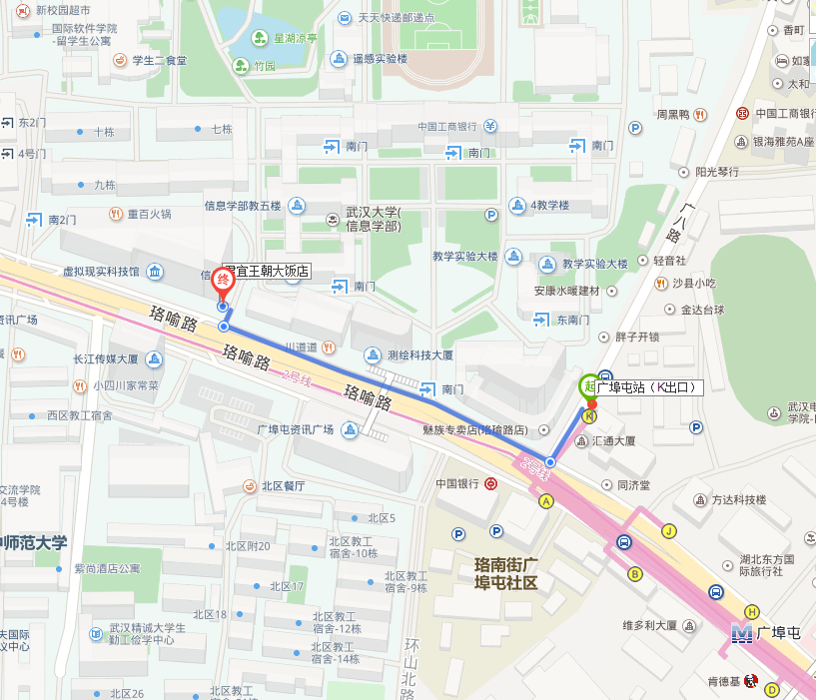 新校园超市
国际软件学院
-留学生公寓
天天快递邮递点
星湖凉亭
学生二食堂
竹园
遥感实验楼
香町
如家
太和
周黑鸭
中国工商银行
东2门
十栋
七栋
中国工商银行
4号门
南门
南门
南门
银海雅苑A座
阳光琴行
九栋
南2门
重百火锅
信息学部教五楼
武汉大学(
信息学部)
4教学楼
广八路
虚拟现实科技馆
终
君宜王朝大饭店
南门
教学实验大楼
教学实验大楼
轻音社
沙县小吃
安康水暖建材
金达台球
资讯广场
珞喻路
东南门
胖子开锁
川道道
测绘科技大厦
长江传媒大厦
珞喻路
2号线
小四川家常菜
珞喻路
南门
起
广埠屯站（K出口）
K
西区教工宿舍
广埠屯资讯广场
魅族专卖店(珞瑜路店)
汇通大厦
武汉电
学院-
2号线
中国银行
同济堂
交流学院
4号楼
北区餐厅
A
方达科技楼
北区5
J
师范大学
北区附20
北区教工
宿舍-10栋
珞南街广
埠屯社区
B
湖北东方国
际旅行社
紫尚酒店公寓
北区17
北区教工
宿舍-9栋
H
北区18
北区教工
宿舍-12栋
维多利大厦
广埠屯
武汉精诚大学生
勤工俭学中心
夫国际
议中心
北区教工
宿舍-14栋
环山北路
肯德基
D
北区26